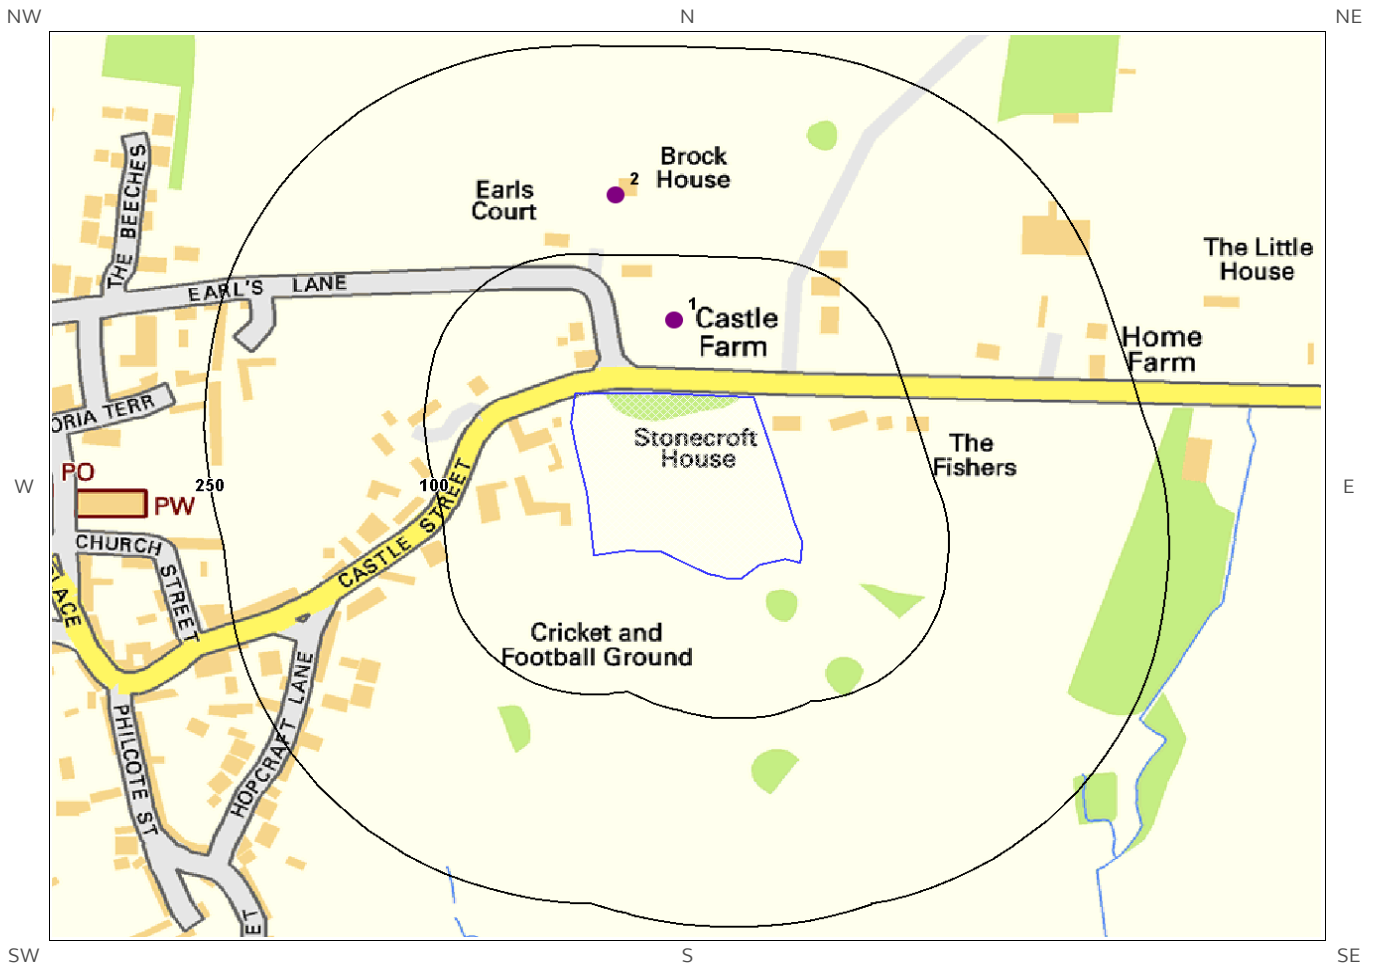 NW
N
NE
Brock
House
2
Earls
Court
THE BEECHES
The Little
House
EARL'S LANE
1
Castle
Farm
Home
Farm
ORIA TERR
Stonecroft
House
The
Fishers
PO
W
250
100
E
PW
CASTLE STREET
CHURCH
STREET
LACE
Cricket and
Football Ground
HOPCRAFT LANE
PHILCOTE ST
ET
SW
S
SE